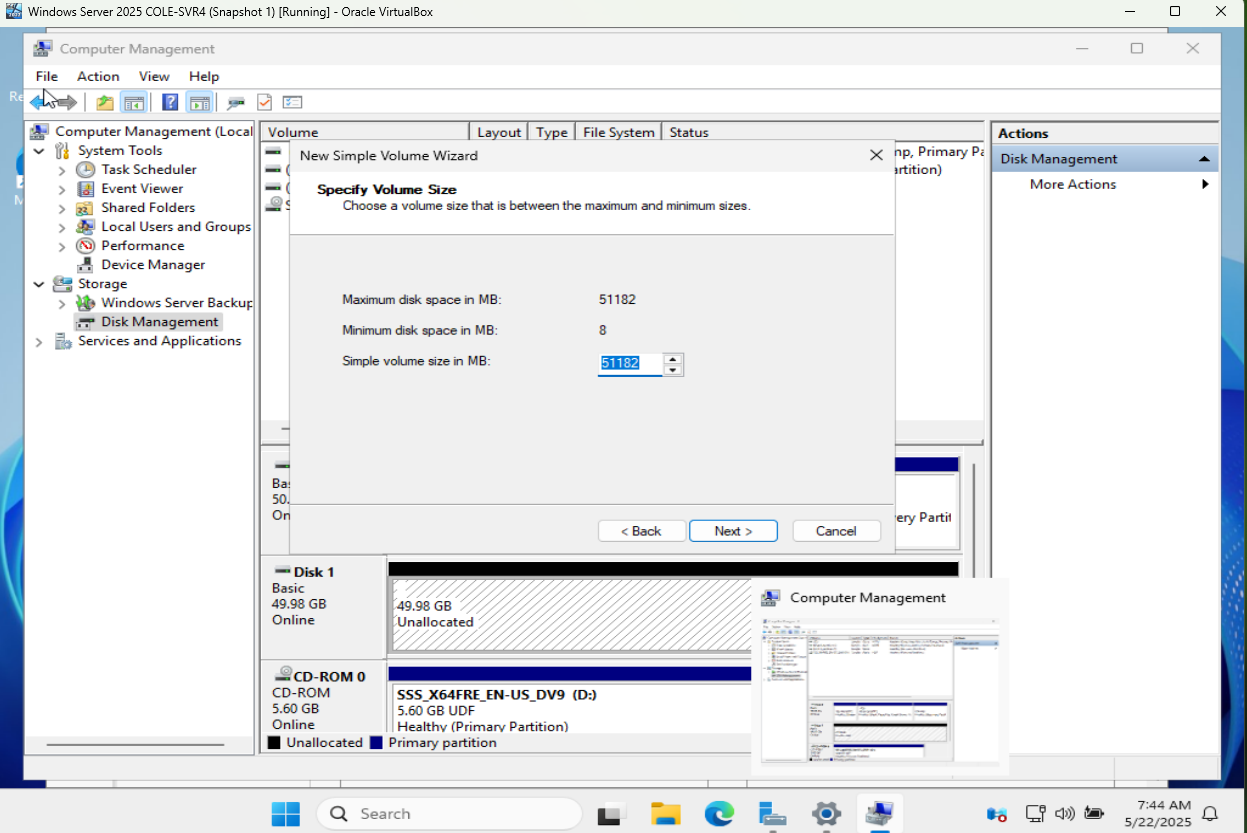 Windows Server 2025 COLE-SVR4 (Snapshot 1) [Running] - Oracle VirtualBox
Computer Management
File Action View Help
Computer Management (Local
System Tools
Task Scheduler
Event Viewer
Shared Folders
Local Users and Groups
Performance
Device Manager
Storage
Windows Server Backup
Disk Management
Services and Applications
Volume Layout Type File System Status
Primary Pa
New Simple Volume Wizard
Specify Volume Size
Choose a volume size that is between the maximum and minimum sizes.
Maximum disk space in MB: 51182
Minimum disk space in MB: 8
Simple volume size in MB: 51182
< Back Next > Cancel
Actions
Disk Management
More Actions
Disk 1
Basic
49.98 GB
Online
49.98 GB
Unallocated
CD-ROM 0
CD-ROM
5.60 GB
Online
SSS_X64FRE_EN-US_DV9 (D:)
5.60 GB UDF
Healthy (Primary Partition)
Unallocated Primary partition
Computer Management
Search
7:44 AM
5/22/2025